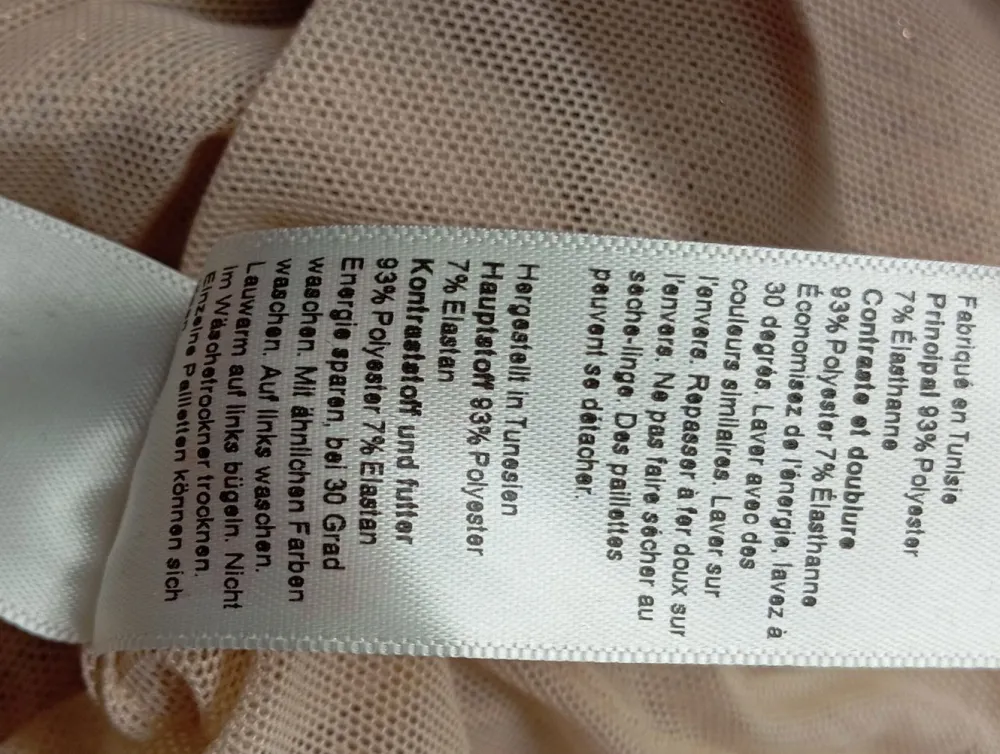 Fabriqué en Tunisie
Principal 93% Polyester
7% Élasthanne
Contraste et doublure
93% Polyester 7% Élasthanne
Économisez de l'énergie, lavez à
30 degrés. Laver avec des
couleurs similaires. Laver sur
l'envers. Repasser à fer doux sur
l'envers. Ne pas faire sécher au
sèche-linge. Des paillettes
peuvent se détacher.
Hergestellt in Tunesien
Hauptstoff 93% Polyester
7% Elastan
Kontraststoff und futter
93% Polyester 7% Elastan
Energie sparen, bei 30 Grad
waschen. Mit ähnlichen Farben
waschen. Auf links waschen.
Lauwarm auf links bügeln. Nicht
im Wäschetrockner trocknen.
Einzelne Pailletten können sich